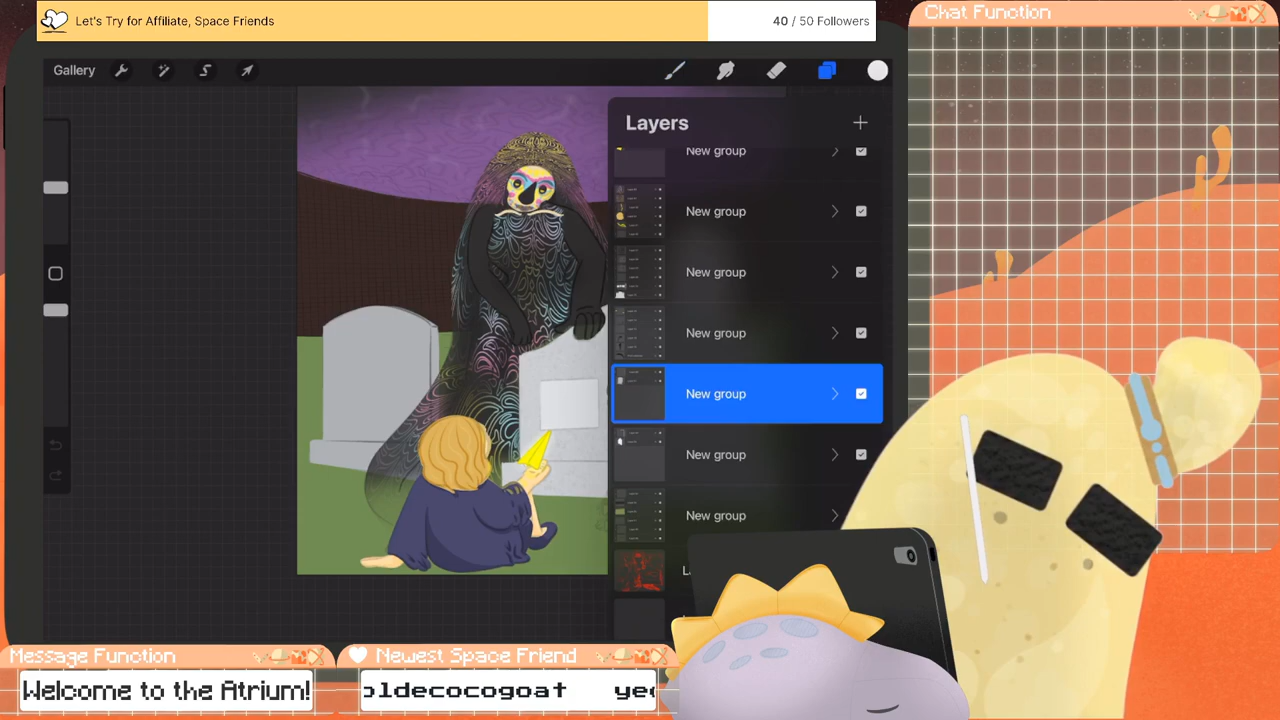 Let's Try for Affiliate, Space Friends
40 / 50 Followers
Chat Function
Gallery
Layers
New group
New group
New group
New group
New group
New group
New group
Message Function
Newest Space Friend
Welcome to the Atrium!
oldecocogoat